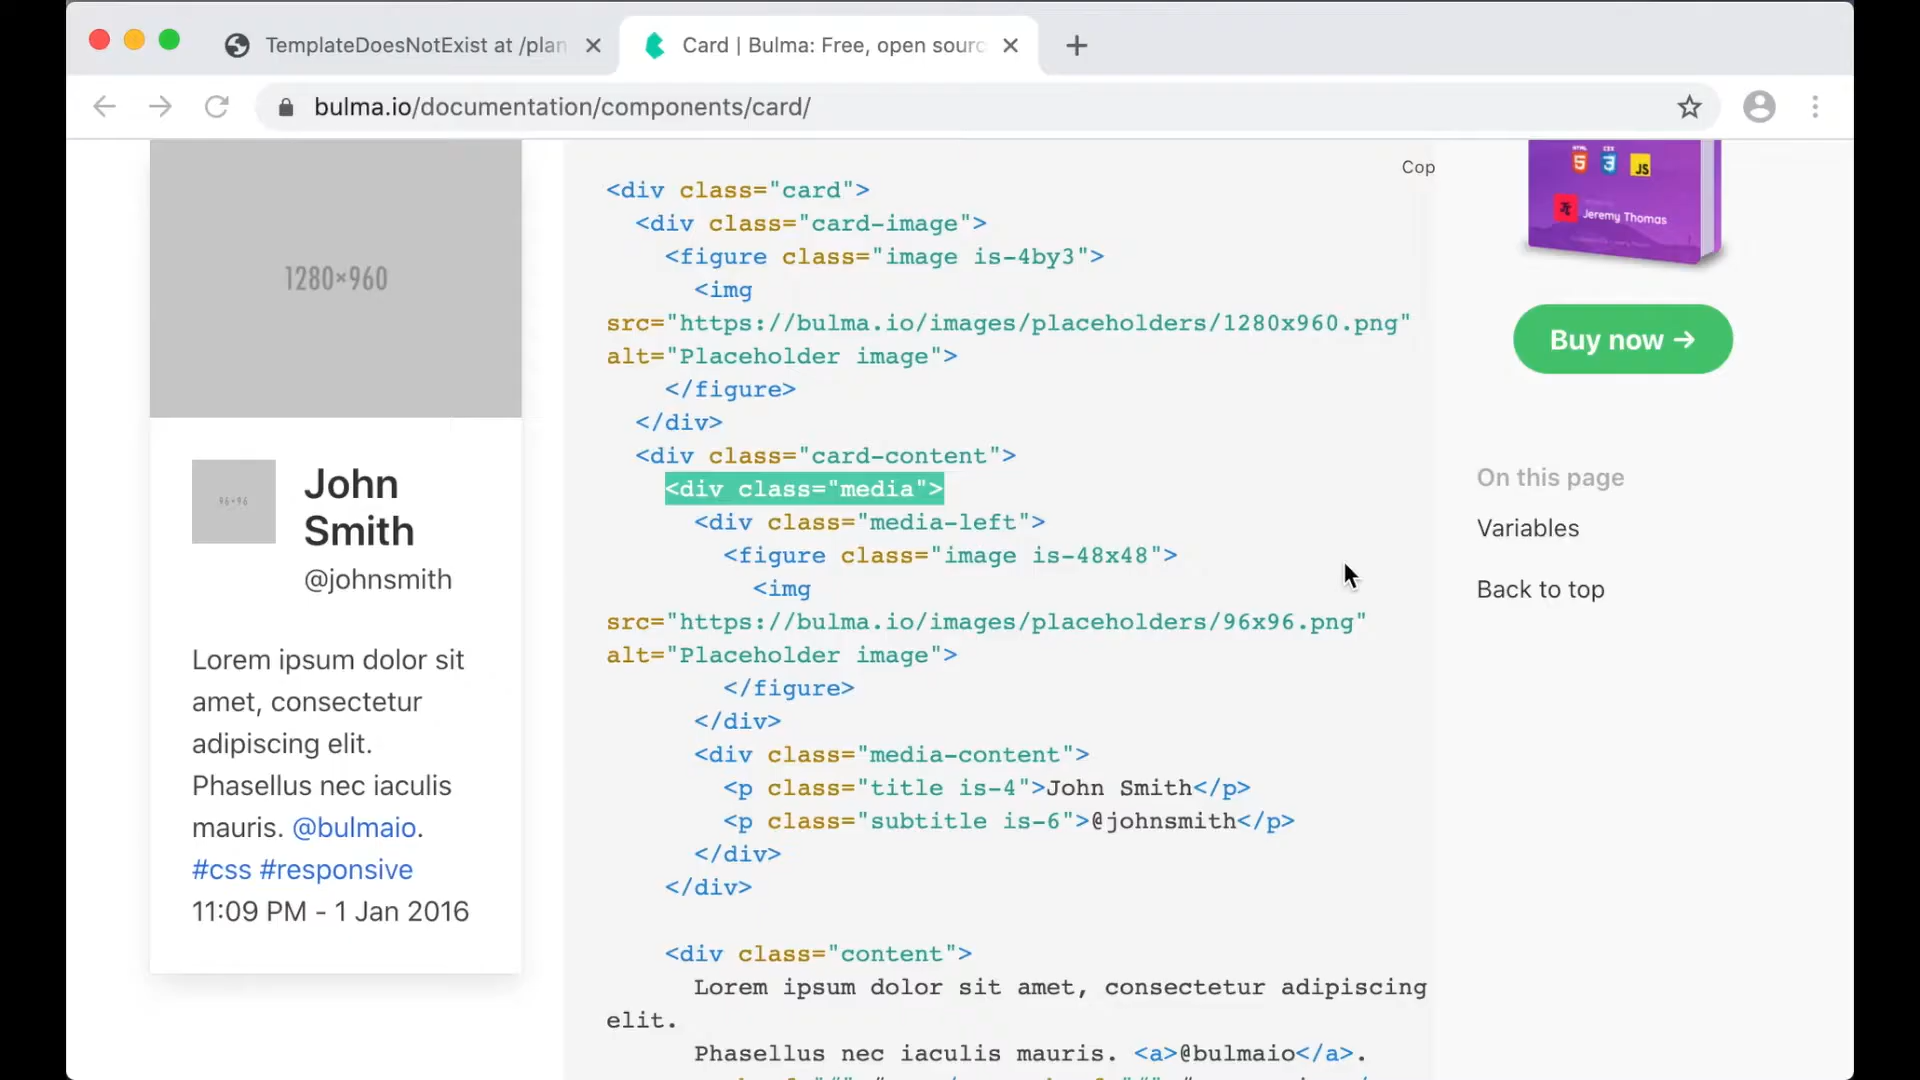 TemplateDoesNotExist at /plan
Card | Bulma: Free, open sourc
bulma.io/documentation/components/card/
1280×960
96×96
John
Smith
@johnsmith
Lorem ipsum dolor sit
amet, consectetur
adipiscing elit.
Phasellus nec iaculis
mauris. @bulmaio.
#css #responsive
11:09 PM - 1 Jan 2016
Cop
<div class="card">
<div class="card-image">
<figure class="image is-4by3">
<img
src="https://bulma.io/images/placeholders/1280x960.png"
alt="Placeholder image">
</figure>
</div>
<div class="card-content">
<div class="media">
<div class="media-left">
<figure class="image is-48x48">
<img
src="https://bulma.io/images/placeholders/96x96.png"
alt="Placeholder image">
</figure>
</div>
<div class="media-content">
<p class="title is-4">John Smith</p>
<p class="subtitle is-6">@johnsmith</p>
</div>
</div>
<div class="content">
Lorem ipsum dolor sit amet, consectetur adipiscing
elit.
Phasellus nec iaculis mauris. <a>@bulmaio</a>.
HTML CSS
5 3 JS
Jeremy Thomas
Buy now →
On this page
Variables
Back to top